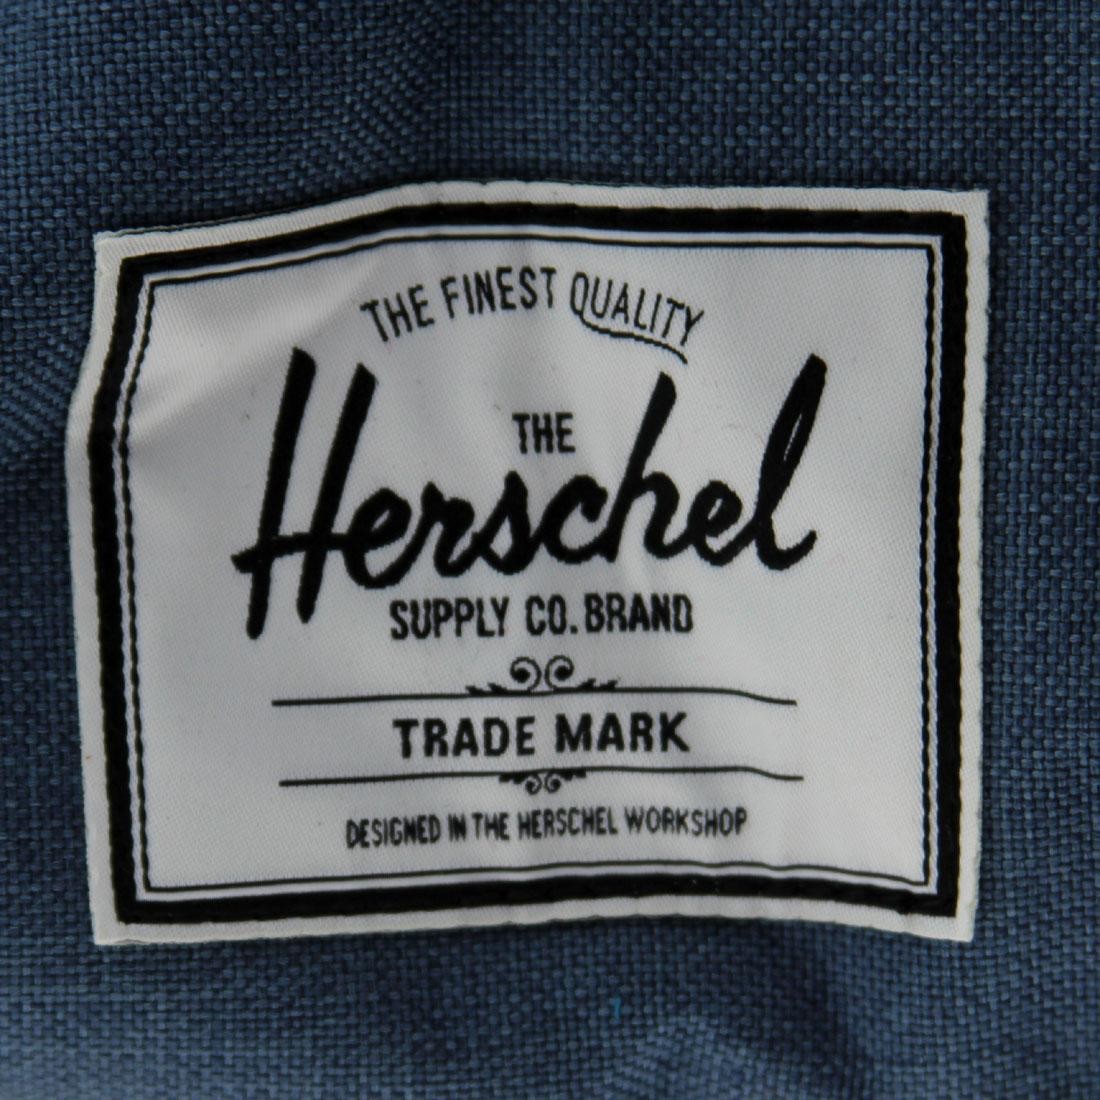 THE FINEST QUALITY
THE
Herschel
SUPPLY CO. BRAND
TRADE MARK
DESIGNED IN THE HERSCHEL WORKSHOP